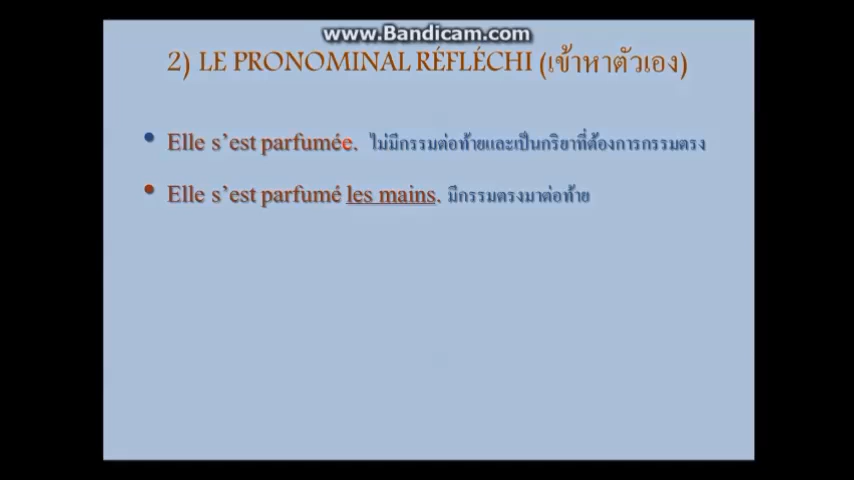 www.Bandicam.com
2) LE PRONOMINAL RÉFLÉCHI (เข้าหาตัวเอง)
• Elle s'est parfumée. ไม่มีกรรมต่อท้ายและเป็นกริยาที่ต้องการกรรมตรง
• Elle s'est parfumé les mains. มีกรรมตรงมาต่อท้าย